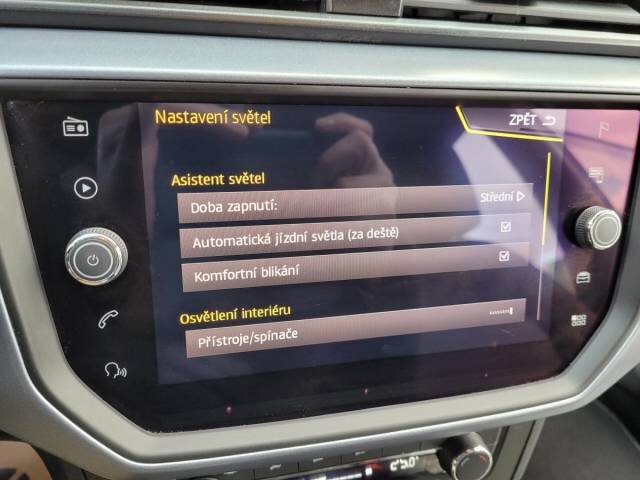 Nastavení světel
ZPĚT
Asistent světel
Doba zapnutí:
Střední
Automatická jízdní světla (za deště)
Komfortní blikání
Osvětlení interiéru
Přístroje/spínače